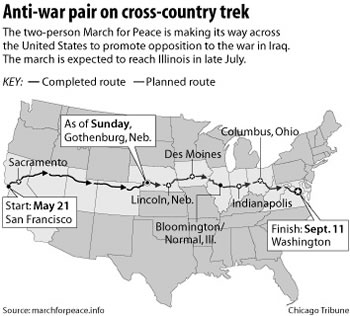 Anti-war pair on cross-country trek
The two-person March for Peace is making its way across
the United States to promote opposition to the war in Iraq.
The march is expected to reach Illinois in late July.
KEY: — Completed route — Planned route
As of Sunday,
Gothenburg, Neb.
Columbus, Ohio
Des Moines
Sacramento
Start: May 21
San Francisco
Lincoln, Neb.
Indianapolis
Bloomington/
Normal, Ill.
Finish: Sept. 11
Washington
Source: marchforpeace.info
Chicago Tribune